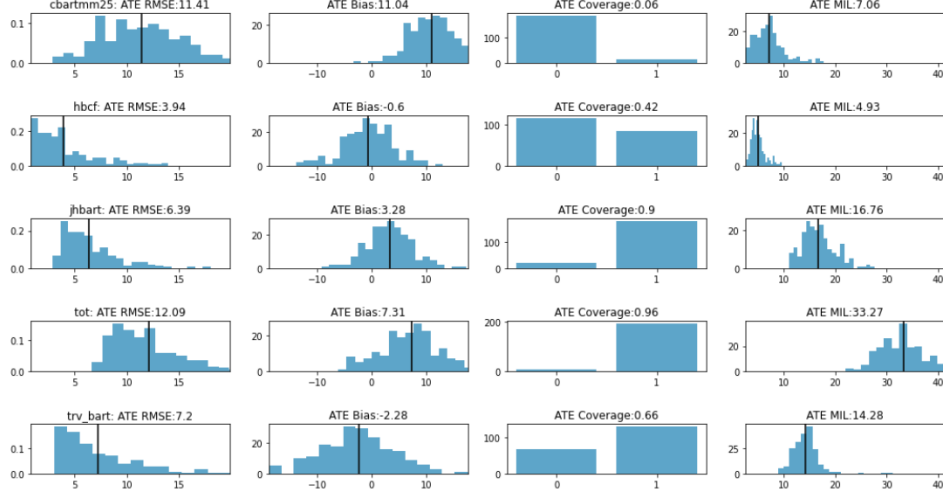 cbartmm25: ATE RMSE:11.41
ATE Bias:11.04
ATE Coverage:0.06
ATE MIL:7.06
0.1
0.0
5 10 15
20
0
−10 0 10
100
0
0 1
20
0
10 20 30 40
hbcf: ATE RMSE:3.94
ATE Bias:-0.6
ATE Coverage:0.42
ATE MIL:4.93
0.2
0.0
5 10 15
20
0
−10 0 10
100
0
0 1
20
0
10 20 30 40
jhbart: ATE RMSE:6.39
ATE Bias:3.28
ATE Coverage:0.9
ATE MIL:16.76
0.2
0.0
5 10 15
20
0
−10 0 10
100
0
0 1
20
0
10 20 30 40
tot: ATE RMSE:12.09
ATE Bias:7.31
ATE Coverage:0.96
ATE MIL:33.27
0.1
0.0
5 10 15
20
0
−10 0 10
200
100
0
0 1
20
0
10 20 30 40
trv_bart: ATE RMSE:7.2
ATE Bias:-2.28
ATE Coverage:0.66
ATE MIL:14.28
0.1
0.0
5 10 15
20
0
−10 0 10
100
0
0 1
25
0
10 20 30 40